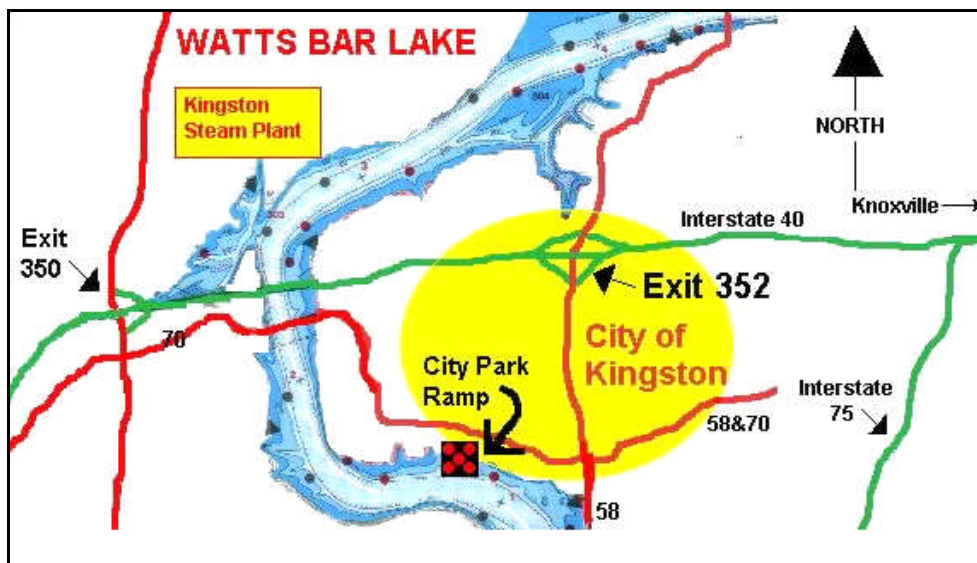 WATTS BAR LAKE
Kingston
Steam Plant
NORTH
Knoxville
Interstate 40
Exit
350
Exit 352
City of
Kingston
70
City Park
Ramp
Interstate
75
58&70
58